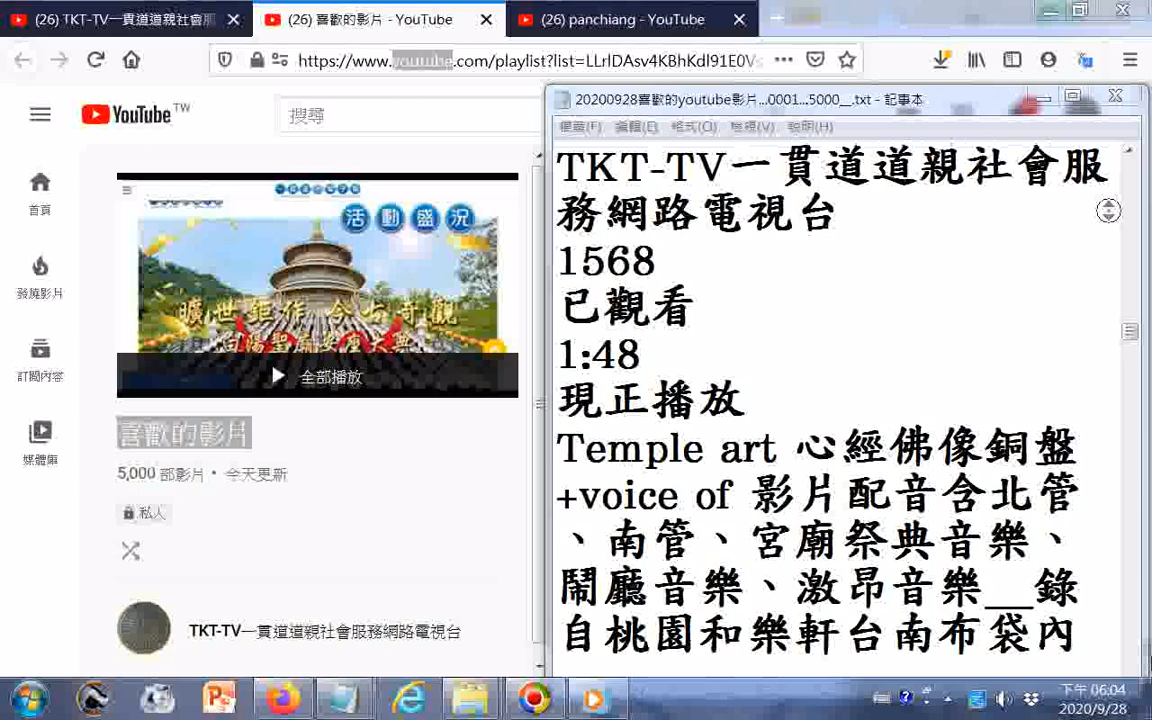 (26) TKT-TV一貫道道親社會服
(26) 喜歡的影片 - YouTube
(26) panchiang - YouTube
https://www.youtube.com/playlist?list=LLrlDAsv4KBhKdl91E0V
YouTube TW
搜尋
首頁
發燒影片
訂閱內容
媒體庫
活動盛況
曠世鉅作 今古奇觀
全部播放
喜歡的影片
5,000 部影片 • 今天更新
私人
TKT-TV一貫道道親社會服務網路電視台
20200928喜歡的youtube影片...0001...5000__.txt - 記事本
檔案(F) 編輯(E) 格式(O) 檢視(V) 說明(H)
TKT-TV一貫道道親社會服
務網路電視台
1568
已觀看
1:48
現正播放
Temple art 心經佛像銅盤
+voice of 影片配音含北管
、南管、宮廟祭典音樂、
鬧廳音樂、激昂音樂__錄
自桃園和樂軒台南布袋內
下午 06:04
2020/9/28